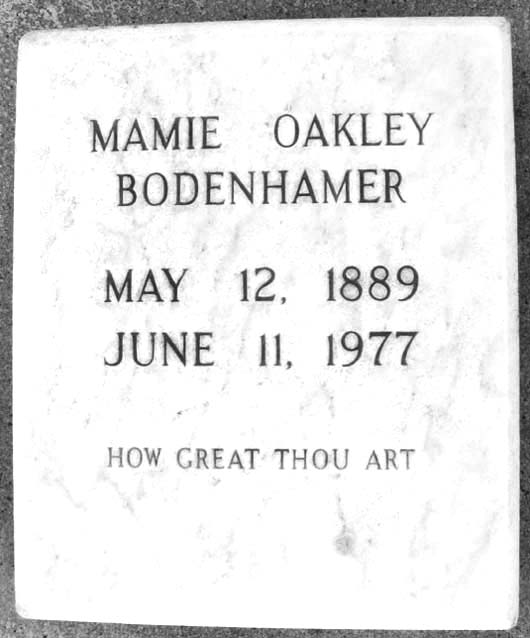 MAMIE OAKLEY
BODENHAMER
MAY 12, 1889
JUNE 11, 1977
HOW GREAT THOU ART